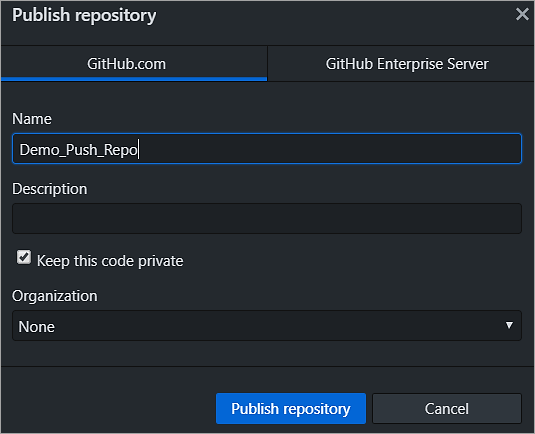 Publish repository
GitHub.com
GitHub Enterprise Server
Name
Demo_Push_Repo
Description
Keep this code private
Organization
None
Publish repository
Cancel